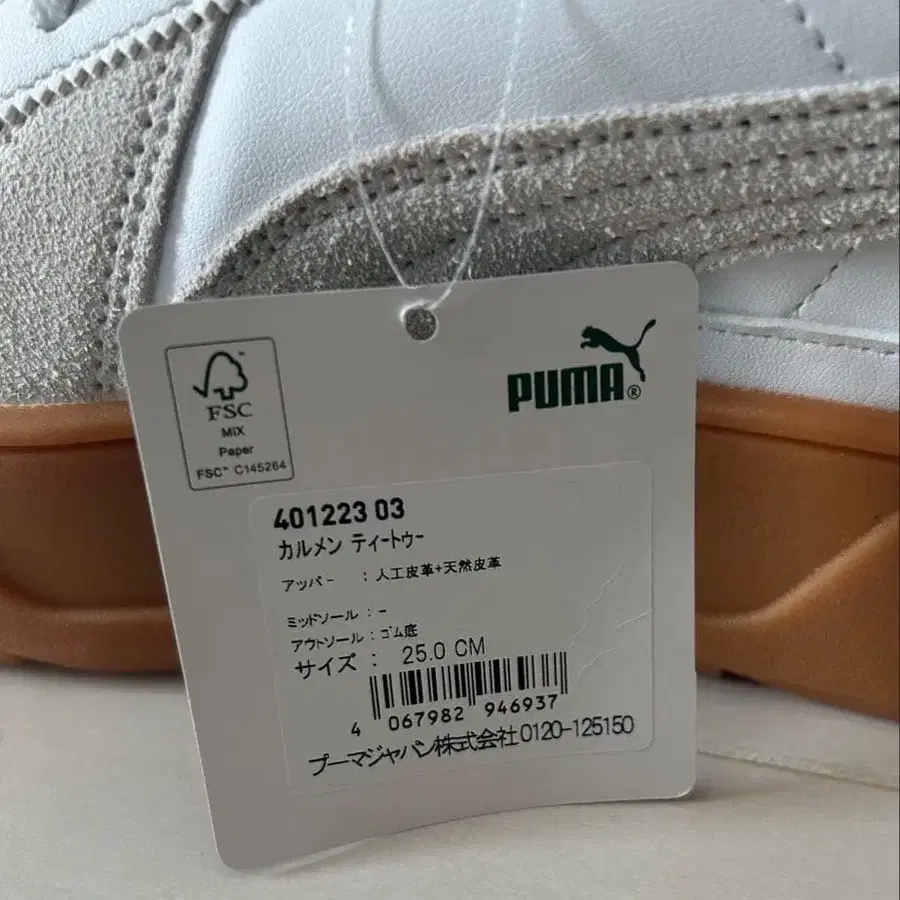 FSC
MIX
Paper
FSC™ C145264
PUMA®
401223 03
カルメン ティートゥー
アッパー : 人工皮革+天然皮革
ミッドソール : -
アウトソール : ゴム底
サイズ : 25.0 CM
4 067982 946937
プーマジャパン株式会社 0120-125150